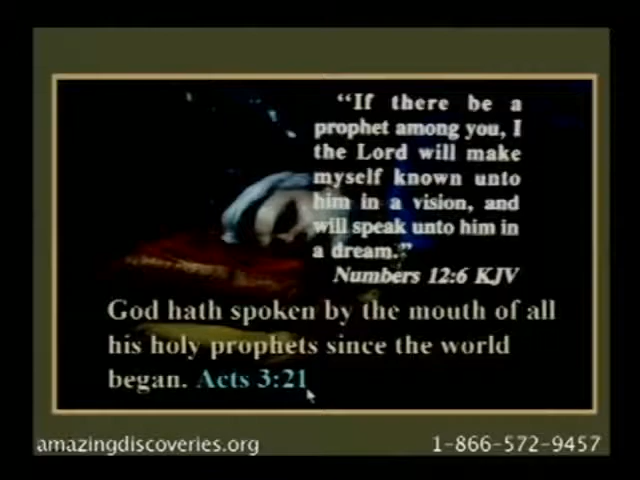 “If there be a
prophet among you, I
the Lord will make
myself known unto
him in a vision, and
will speak unto him in
a dream.”
Numbers 12:6 KJV
God hath spoken by the mouth of all
his holy prophets since the world
began. Acts 3:21
amazingdiscoveries.org
1-866-572-9457